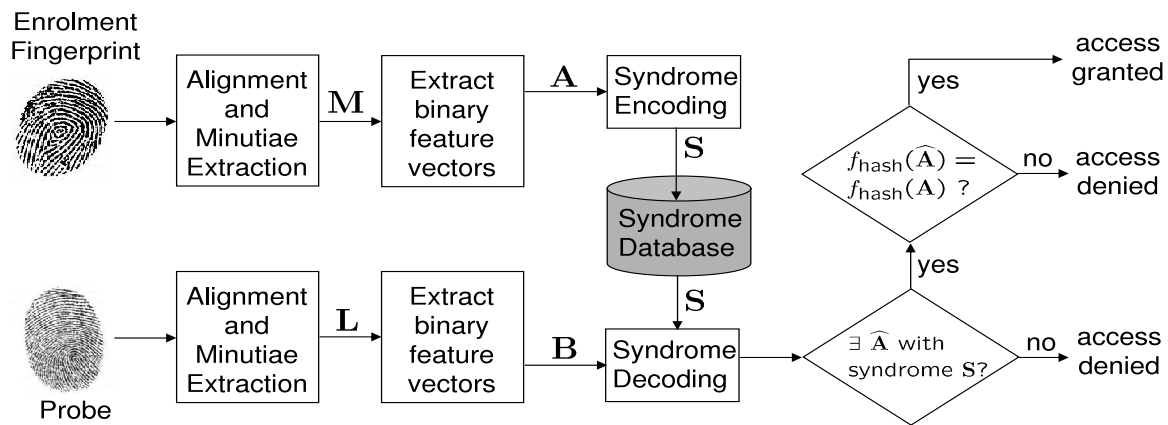 Enrolment
Fingerprint
Alignment
and
Minutiae
Extraction
M
Extract
binary
feature
vectors
A
Syndrome
Encoding
S
Syndrome
Database
S
yes
access
granted
f_hash(Â) =
f_hash(A) ?
no
access
denied
yes
Alignment
and
Minutiae
Extraction
L
Extract
binary
feature
vectors
B
Syndrome
Decoding
∃ Â with
syndrome S?
no
access
denied
Probe